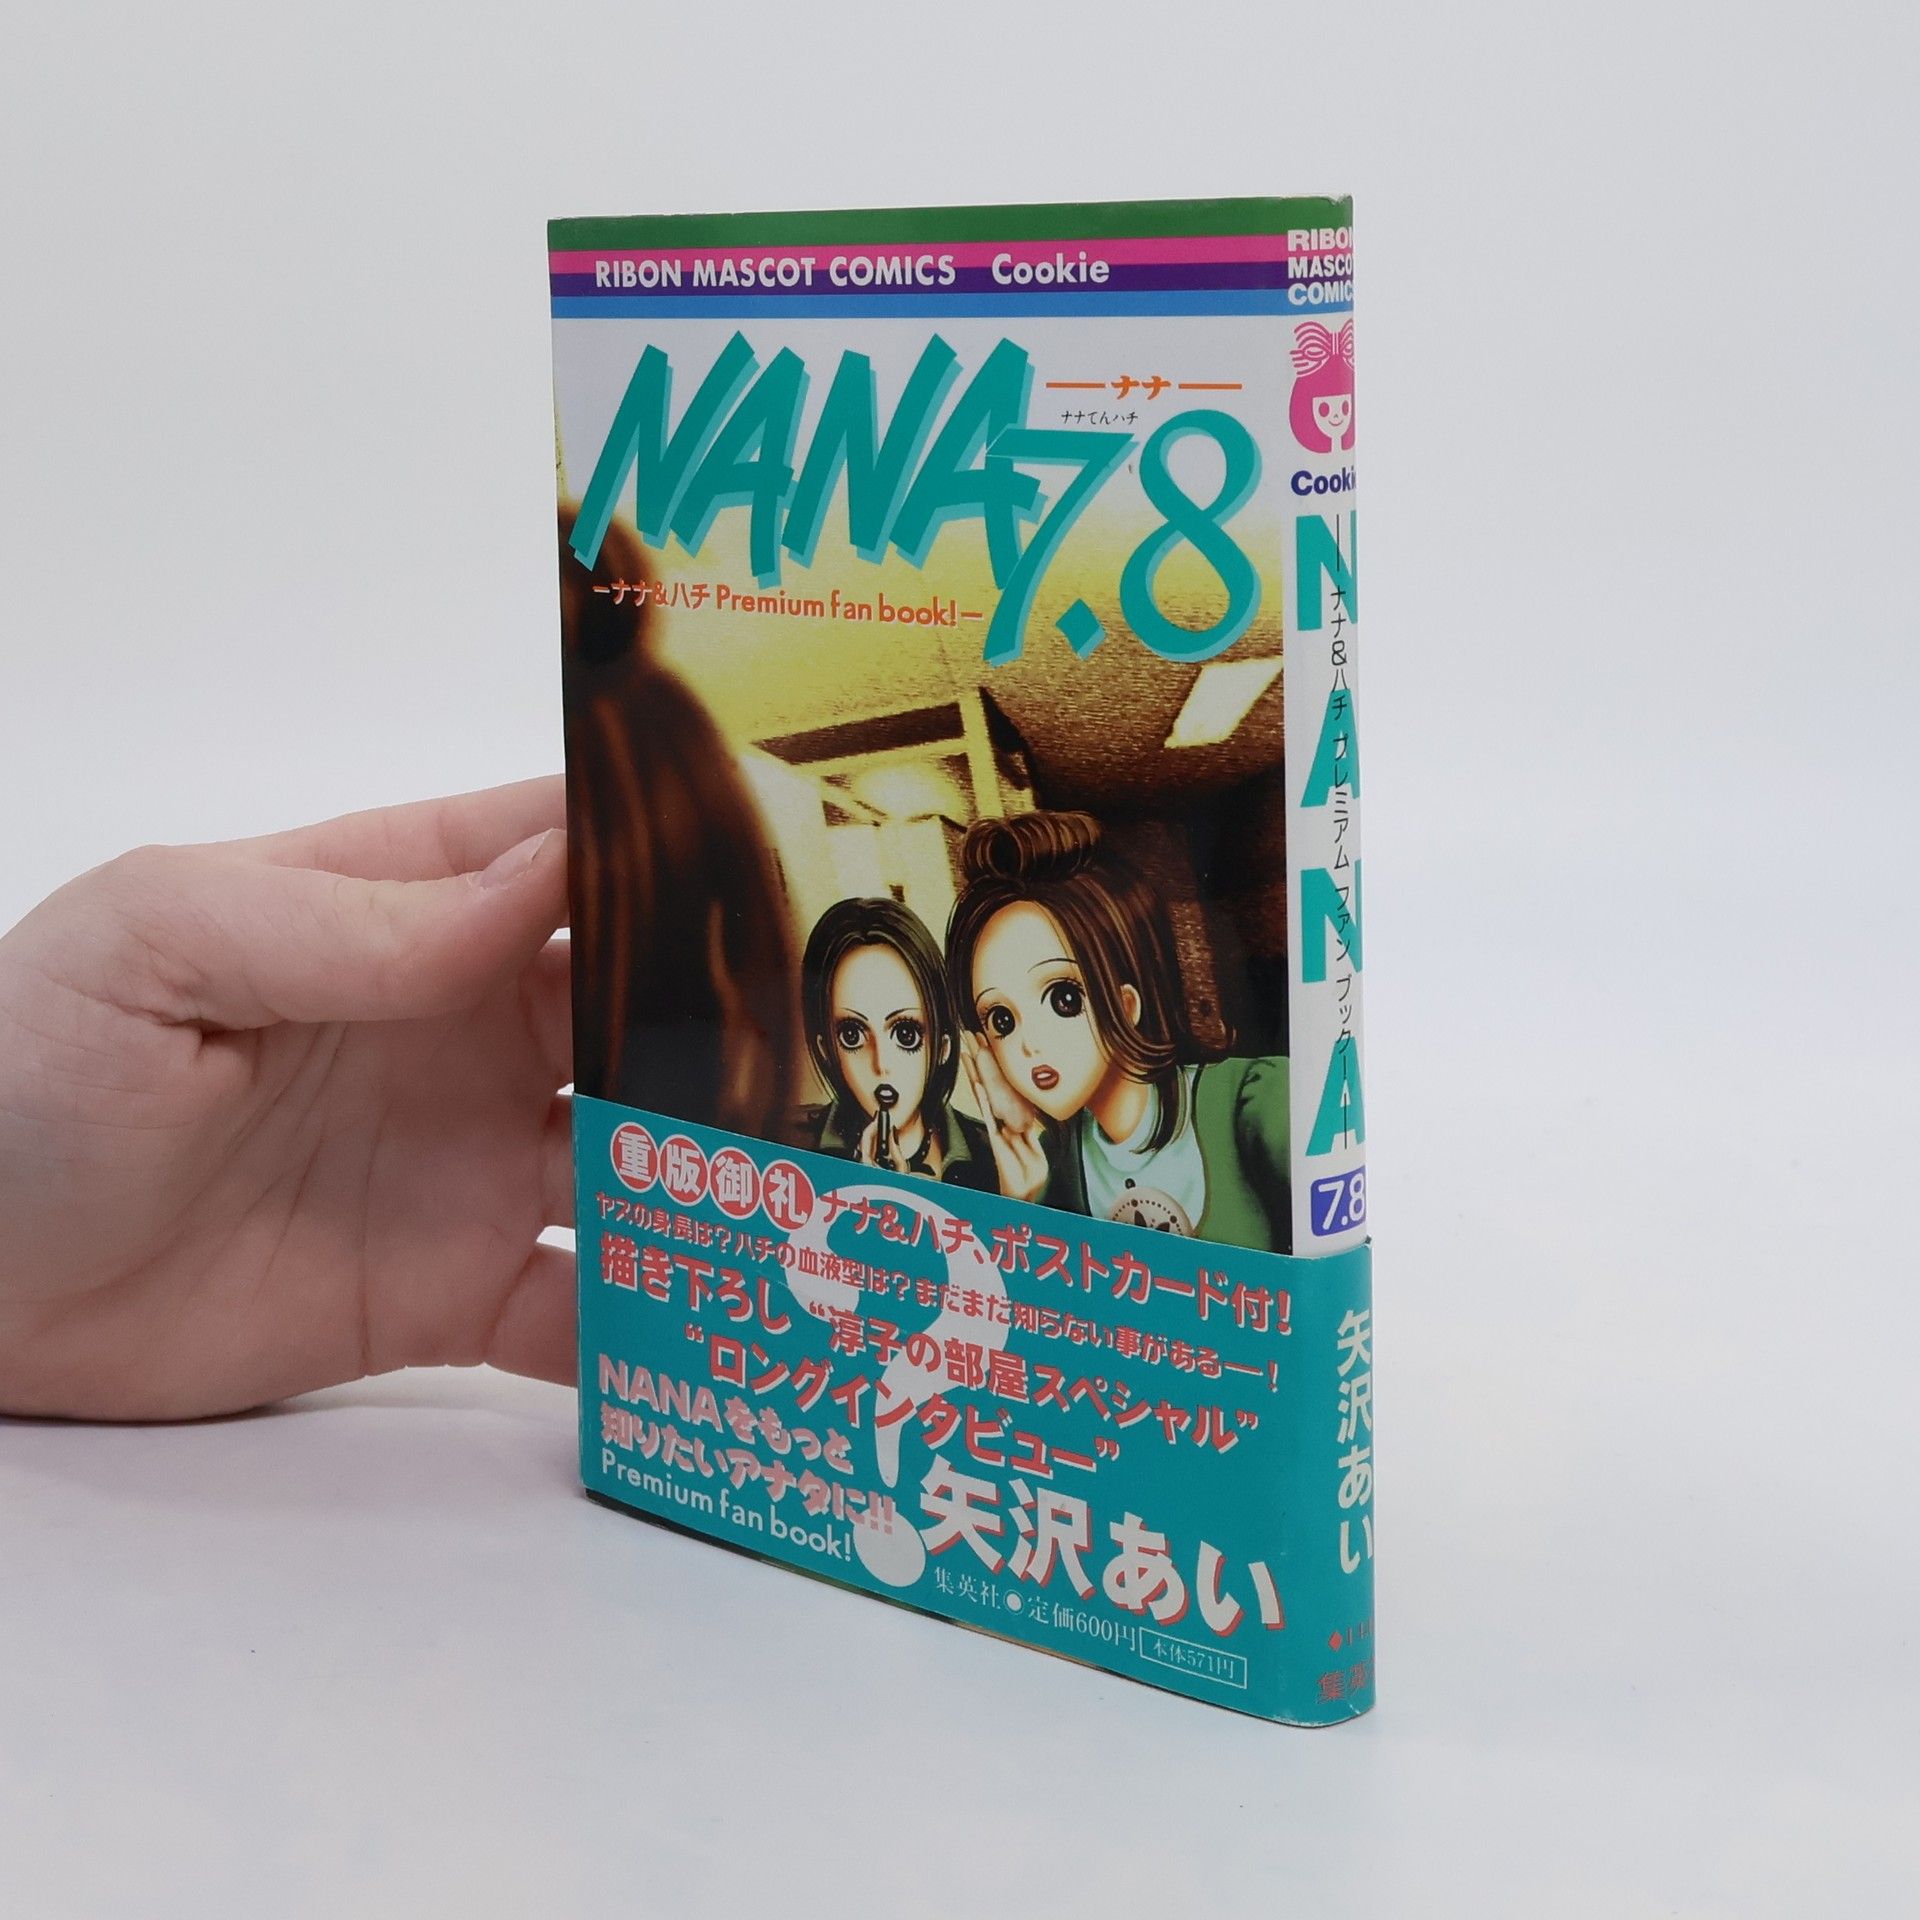 RIBON MASCOT COMICS Cookie
NANA
—ナナ—
ナナてんハチ
7.8
—ナナ&ハチ Premium fan book!—
重版御礼 ナナ&ハチ、ポストカード付!
ヤスの身長は?ハチの血液型は?まだまだ知らない事がある—!
描き下ろし“淳子の部屋スペシャル”
“ロングインタビュー”
NANAをもっと
知りたいアナタに!!
Premium fan book!
矢沢あい
集英社◎定価600円 本体571円
RIBON
MASCOT
COMICS
Cookie
NANA
—ナナ&ハチ プレミアム ファン ブック—
7.8
矢沢あい
集英